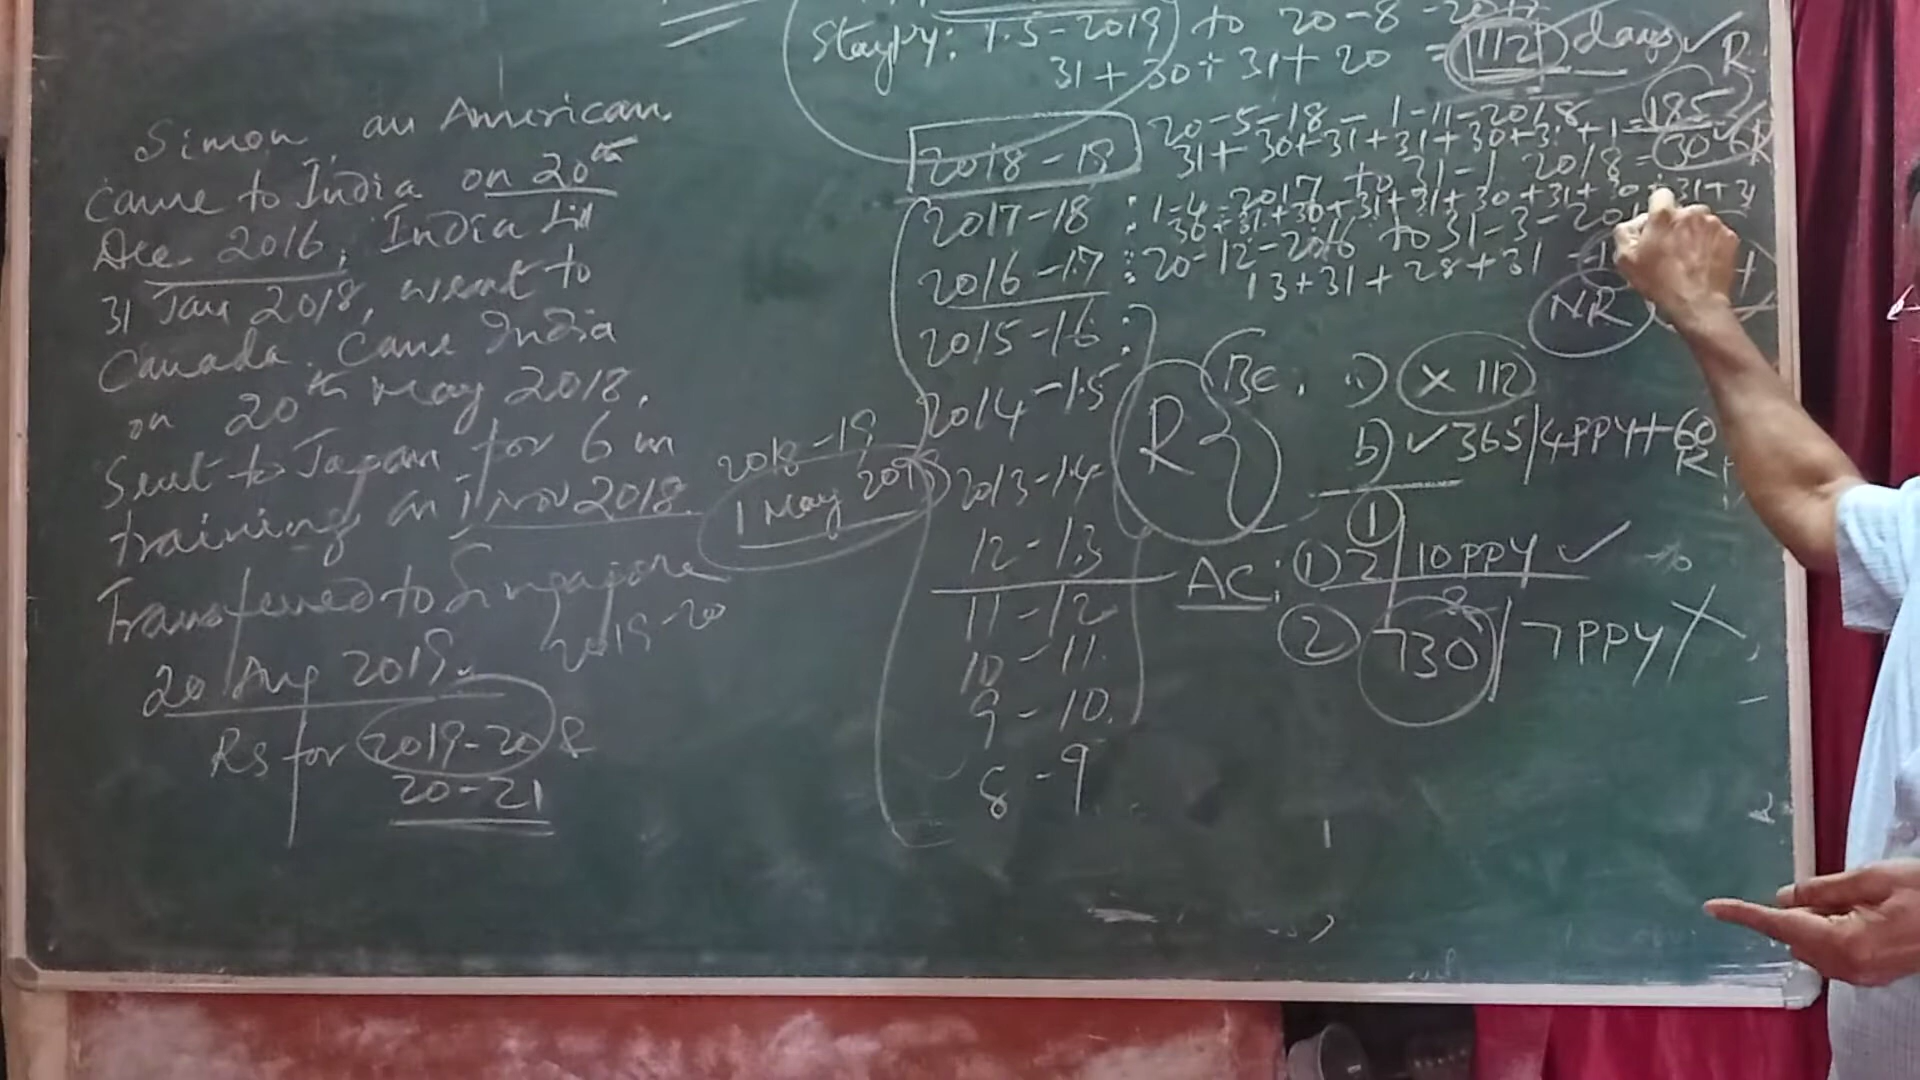 Simon an American
came to India on 20th
Dec 2016, India till
31 Jan 2018, went to
Canada. Came India
on 20th May 2018.
Sent to Japan for 6 m
training on 1 Nov 2018.
2018-19
1 May 2019
Transferred to Singapore
20 Aug 2019. 2019-20
Rs for 2019-20 &
20-21
Stay PY: 1.5-2019 to 20-8-
31+30+31+20 = 112 days ✓ R
2018-19 20-5-18 - 1-11-2018 = 185
31+30+31+31+30+31+1
2017-18 : 1-4-2017 to 31-1 2018 = 306 R
30+31+30+31+31+30+31+30+31+31
2016-17 : 20-12-2016 to 31-3-
13+31+28+31
NR
2015-16 :
2014-15
2013-14
12-13
11-12
10-11
9-10
8-9
R
BC. i) × 112
b) ✓ 365/4PPY+60
R
1
AC: ① 2/10PPY ✓
② 730/7PPY ×